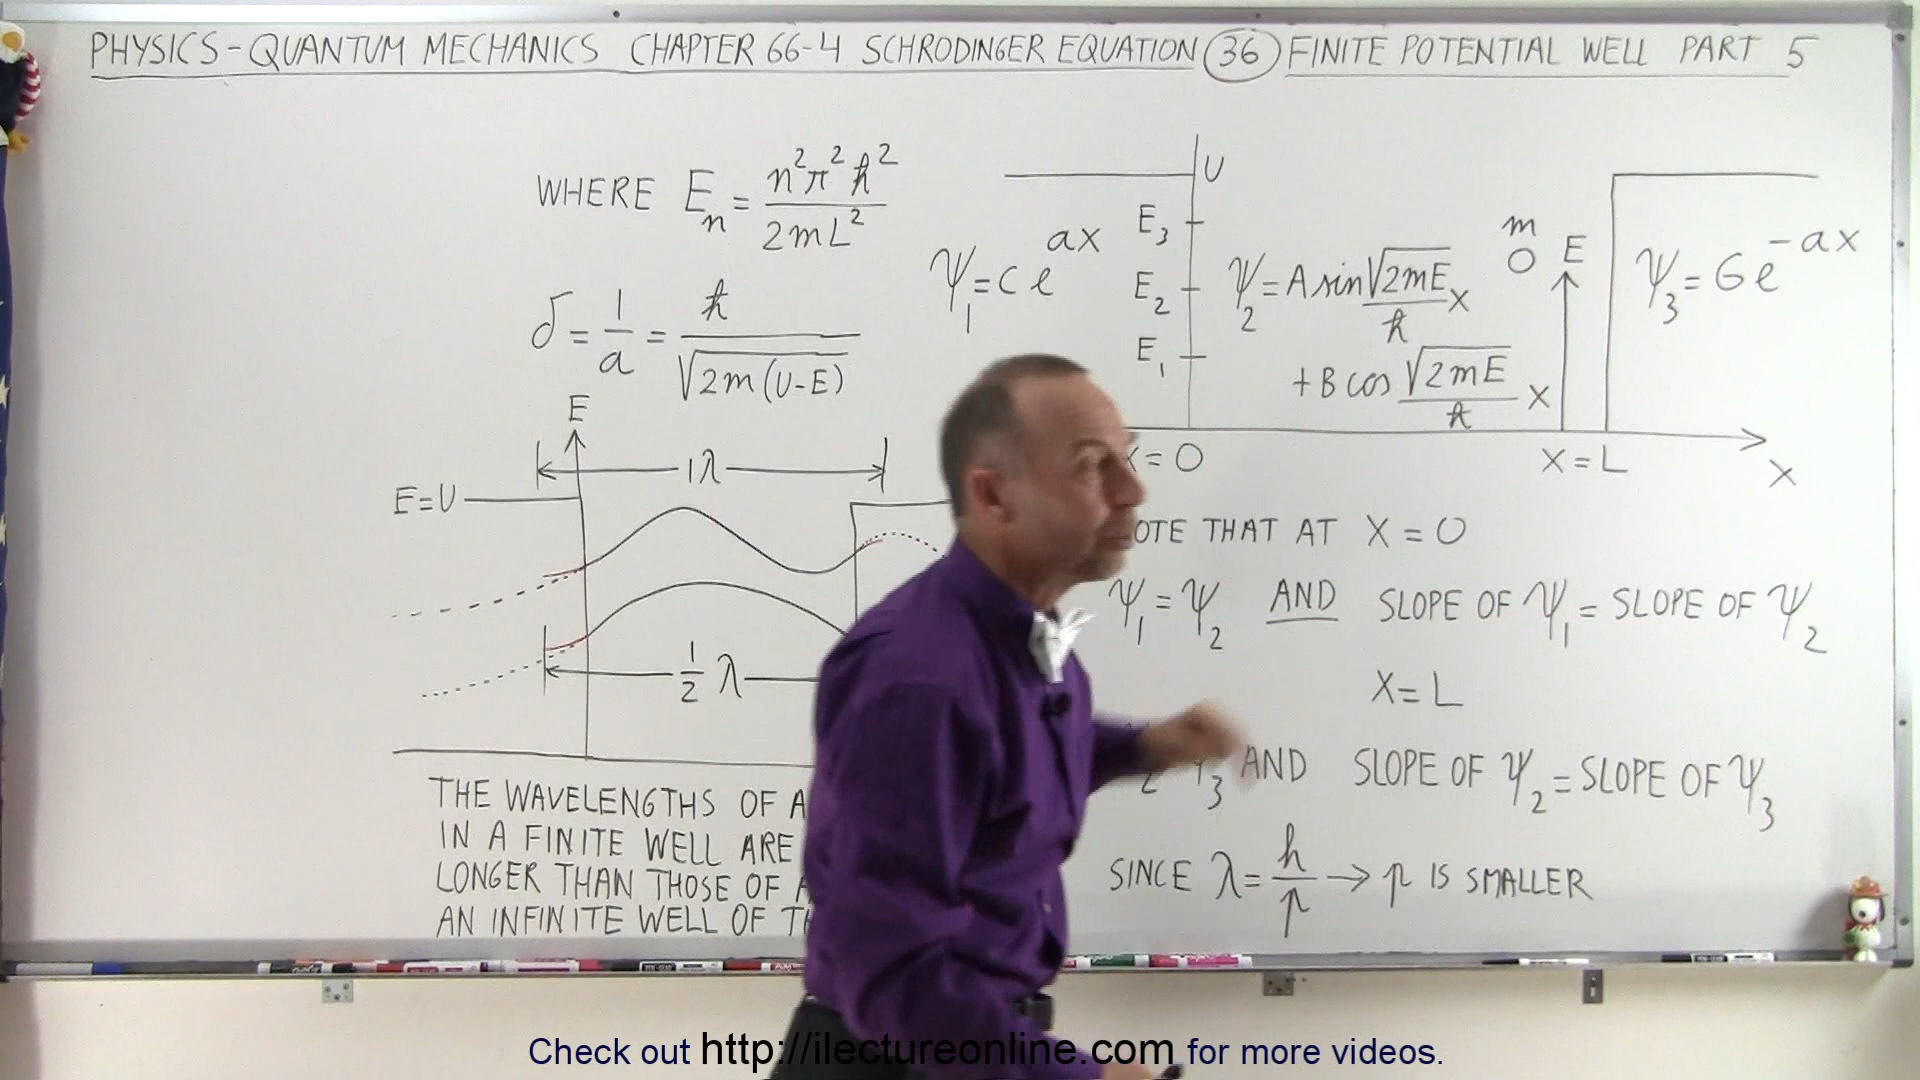 PHYSICS - QUANTUM MECHANICS CHAPTER 66-4 SCHRODINGER EQUATION 36 FINITE POTENTIAL WELL PART 5
WHERE Eₙ = n²π²ħ² / 2mL²
δ = 1/a = ħ / √2m(U-E)
E
1λ
E=U
½ λ
THE WAVELENGTHS OF
IN A FINITE WELL ARE
LONGER THAN THOSE OF
AN INFINITE WELL OF
U
E₃
E₂
E₁
ψ₁ = C e^ax
ψ₂ = A sin √2mE/ħ x
+ B cos √2mE/ħ x
m
E
ψ₃ = G e^-ax
= 0
X = L
X
THAT AT X = 0
ψ₁ = ψ₂ AND SLOPE OF ψ₁ = SLOPE OF ψ₂
X = L
ψ₃ AND SLOPE OF ψ₂ = SLOPE OF ψ₃
SINCE λ = h/p → p IS SMALLER
Check out http://ilectureonline.com for more videos.